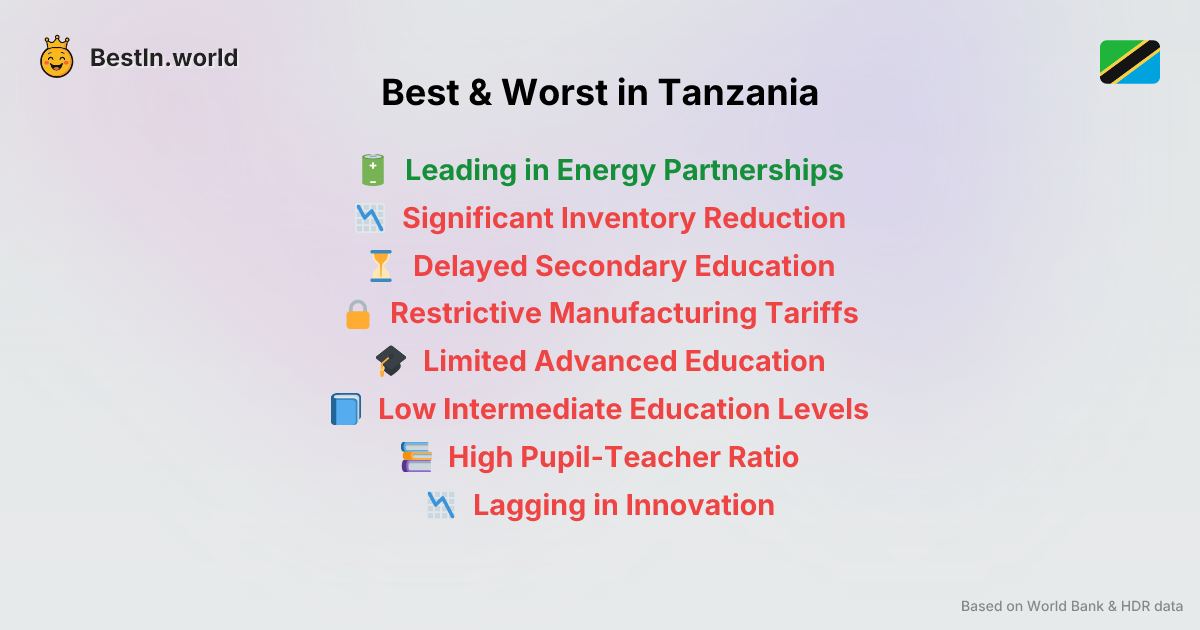 BestIn.world
Best & Worst in Tanzania
Leading in Energy Partnerships
Significant Inventory Reduction
Delayed Secondary Education
Restrictive Manufacturing Tariffs
Limited Advanced Education
Low Intermediate Education Levels
High Pupil-Teacher Ratio
Lagging in Innovation
Based on World Bank & HDR data